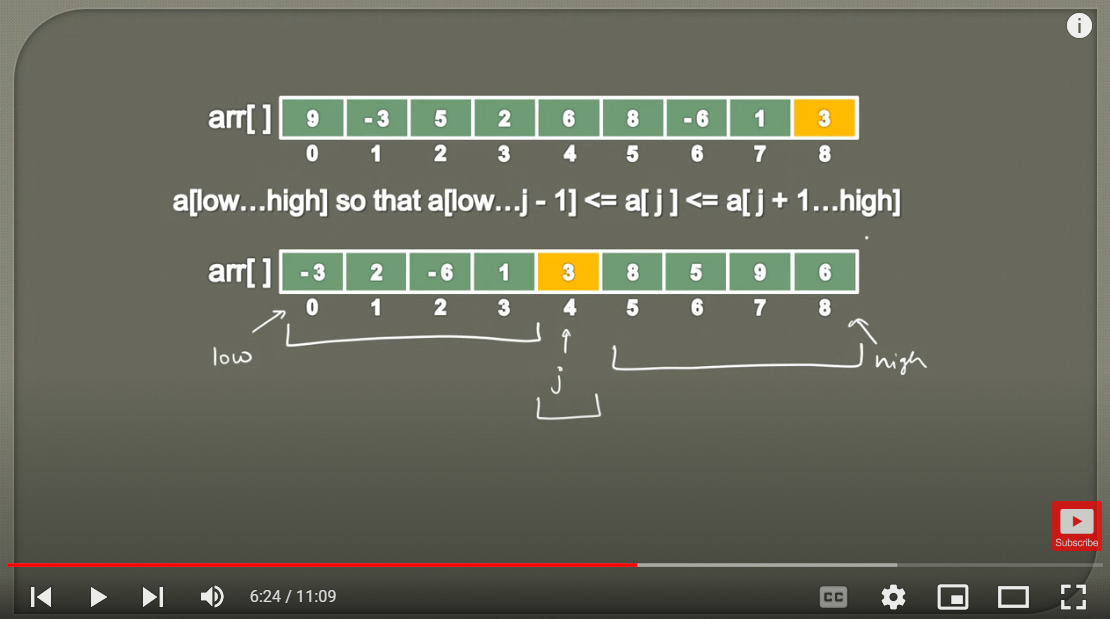 i
arr[ ] 9 -3 5 2 6 8 -6 1 3
0 1 2 3 4 5 6 7 8
a[low...high] so that a[low...j - 1] <= a[ j ] <= a[ j + 1...high]
arr[ ] -3 2 -6 1 3 8 5 9 6
0 1 2 3 4 5 6 7 8
low
high
j
Subscribe
6:24 / 11:09
CC